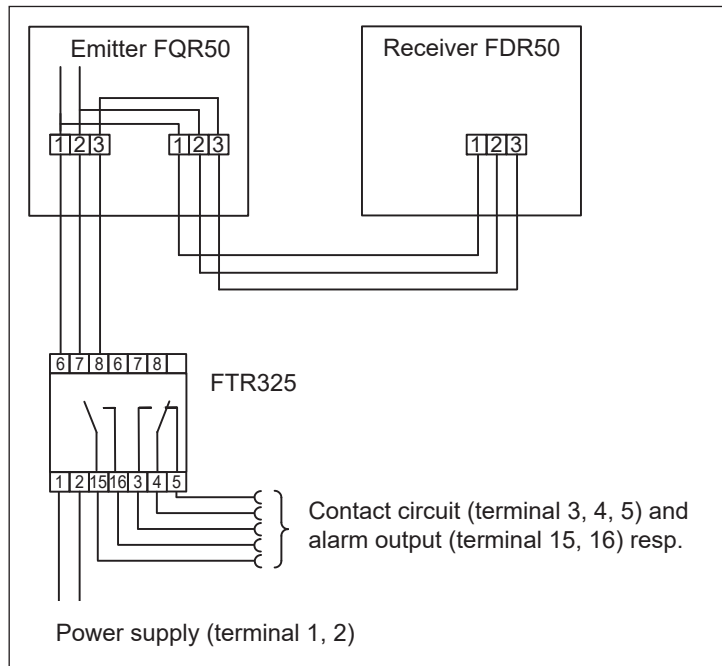 Emitter FQR50
Receiver FDR50
1 2 3
1 2 3
1 2 3
6 7 8 6 7 8
FTR325
1 2 15 16 3 4 5
Contact circuit (terminal 3, 4, 5) and
alarm output (terminal 15, 16) resp.
Power supply (terminal 1, 2)